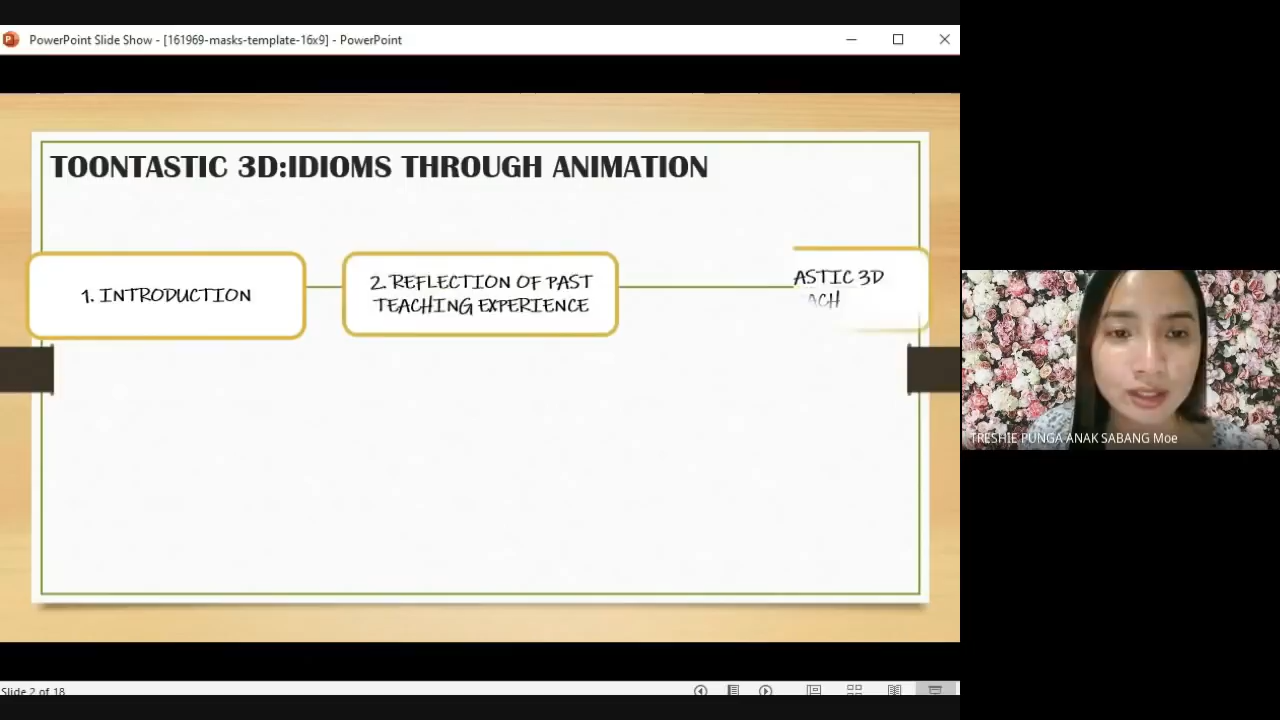 PowerPoint Slide Show - [161969-masks-template-16x9] - PowerPoint
TOONTASTIC 3D:IDIOMS THROUGH ANIMATION
1. INTRODUCTION
2.REFLECTION OF PAST
TEACHING EXPERIENCE
ASTIC 3D
ACH
TRESHIE PUNGA ANAK SABANG Moe
Slide 2 of 18